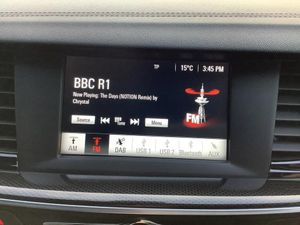 TP 15°C 3:45 PM
BBC R1
Now Playing: The Days (NOTION Remix) by
Chrystal
Source Tune Menu
FM
AM FM DAB USB 1 USB 2 Bluetooth AUX